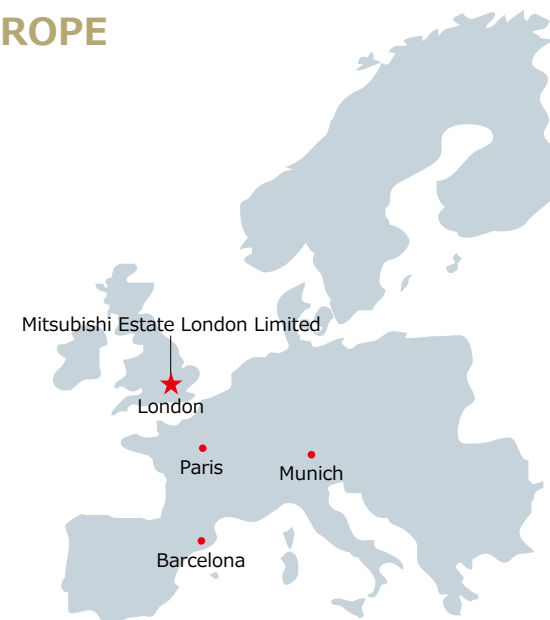 ROPE
Mitsubishi Estate London Limited
London
Paris
Munich
Barcelona